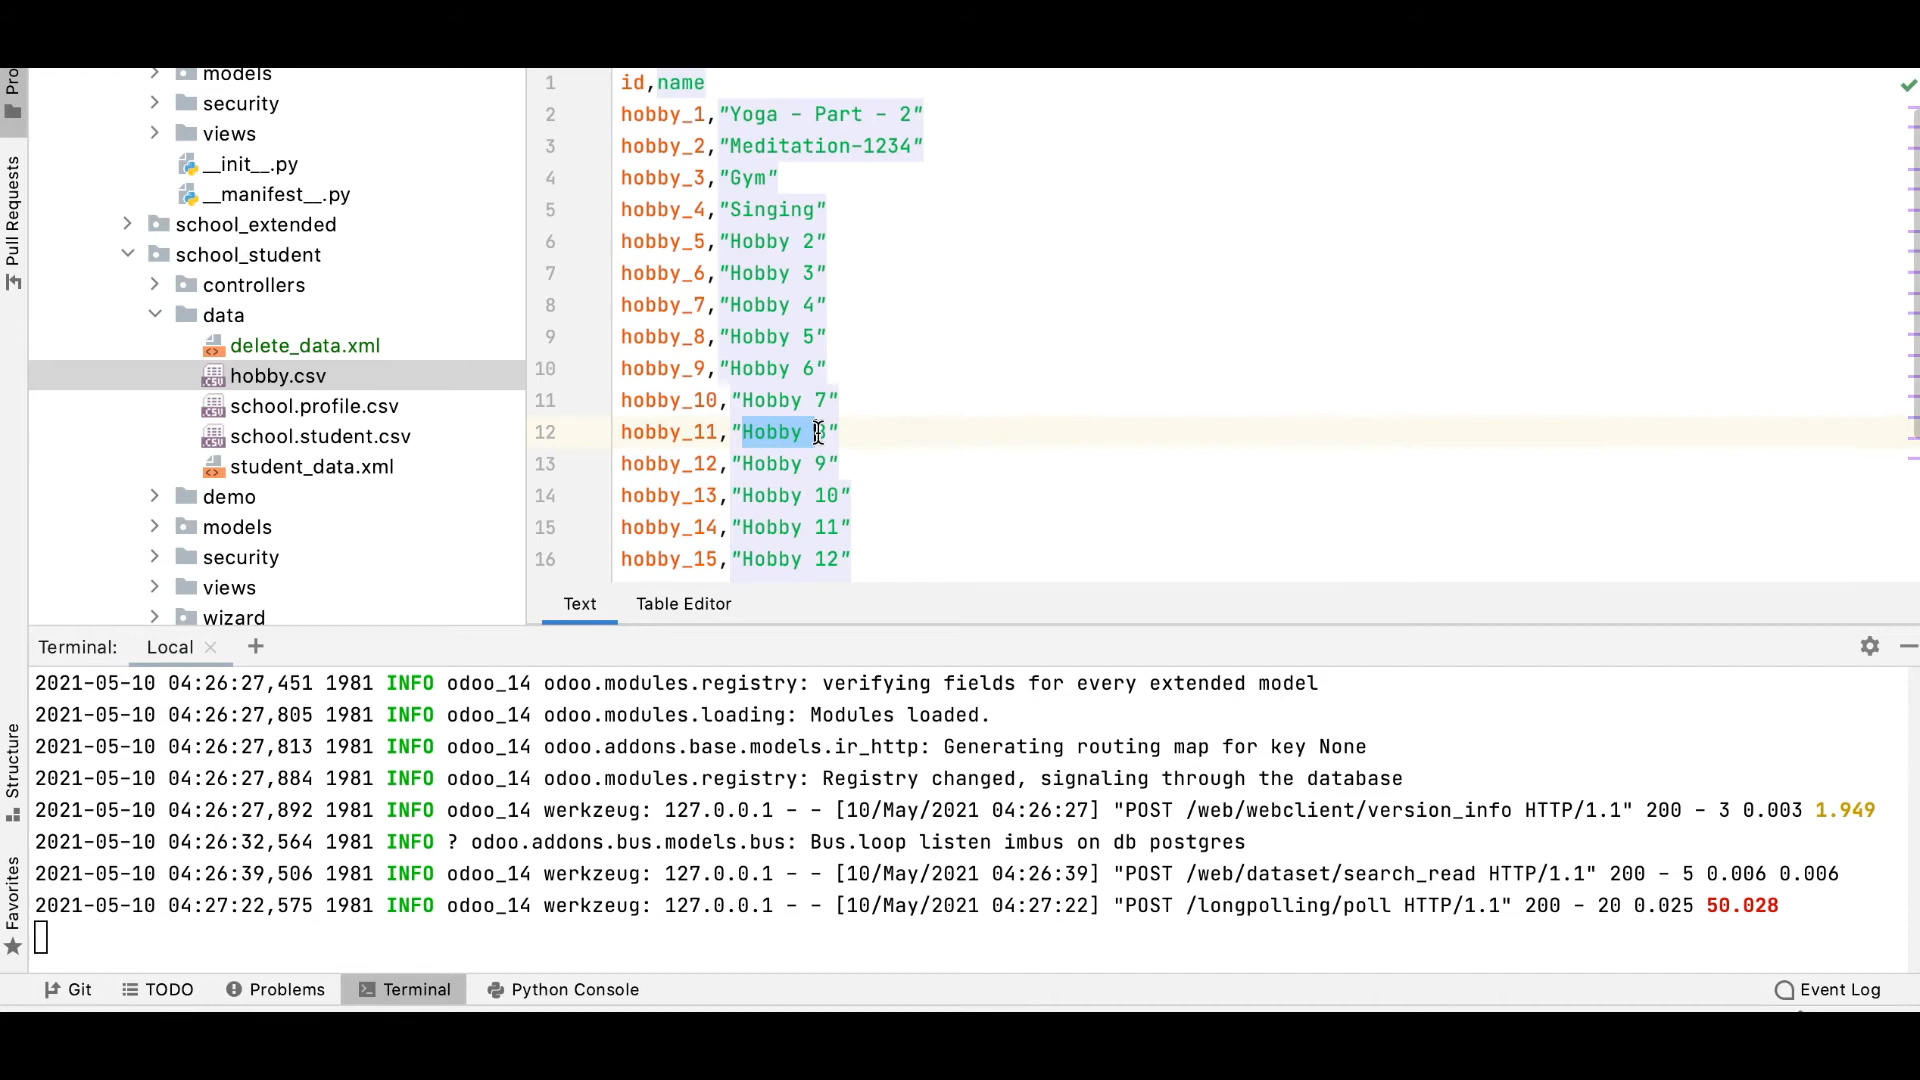 Pro
Pull Requests
Structure
Favorites
models
security
views
__init__.py
__manifest__.py
school_extended
school_student
controllers
data
delete_data.xml
hobby.csv
school.profile.csv
school.student.csv
student_data.xml
demo
models
security
views
wizard
1 id,name
2 hobby_1,"Yoga - Part - 2"
3 hobby_2,"Meditation-1234"
4 hobby_3,"Gym"
5 hobby_4,"Singing"
6 hobby_5,"Hobby 2"
7 hobby_6,"Hobby 3"
8 hobby_7,"Hobby 4"
9 hobby_8,"Hobby 5"
10 hobby_9,"Hobby 6"
11 hobby_10,"Hobby 7"
12 hobby_11,"Hobby 8"
13 hobby_12,"Hobby 9"
14 hobby_13,"Hobby 10"
15 hobby_14,"Hobby 11"
16 hobby_15,"Hobby 12"
Text Table Editor
Terminal: Local
2021-05-10 04:26:27,451 1981 INFO odoo_14 odoo.modules.registry: verifying fields for every extended model
2021-05-10 04:26:27,805 1981 INFO odoo_14 odoo.modules.loading: Modules loaded.
2021-05-10 04:26:27,813 1981 INFO odoo_14 odoo.addons.base.models.ir_http: Generating routing map for key None
2021-05-10 04:26:27,884 1981 INFO odoo_14 odoo.modules.registry: Registry changed, signaling through the database
2021-05-10 04:26:27,892 1981 INFO odoo_14 werkzeug: 127.0.0.1 - - [10/May/2021 04:26:27] "POST /web/webclient/version_info HTTP/1.1" 200 - 3 0.003 1.949
2021-05-10 04:26:32,564 1981 INFO ? odoo.addons.bus.models.bus: Bus.loop listen imbus on db postgres
2021-05-10 04:26:39,506 1981 INFO odoo_14 werkzeug: 127.0.0.1 - - [10/May/2021 04:26:39] "POST /web/dataset/search_read HTTP/1.1" 200 - 5 0.006 0.006
2021-05-10 04:27:22,575 1981 INFO odoo_14 werkzeug: 127.0.0.1 - - [10/May/2021 04:27:22] "POST /longpolling/poll HTTP/1.1" 200 - 20 0.025 50.028
Git TODO Problems Terminal Python Console Event Log